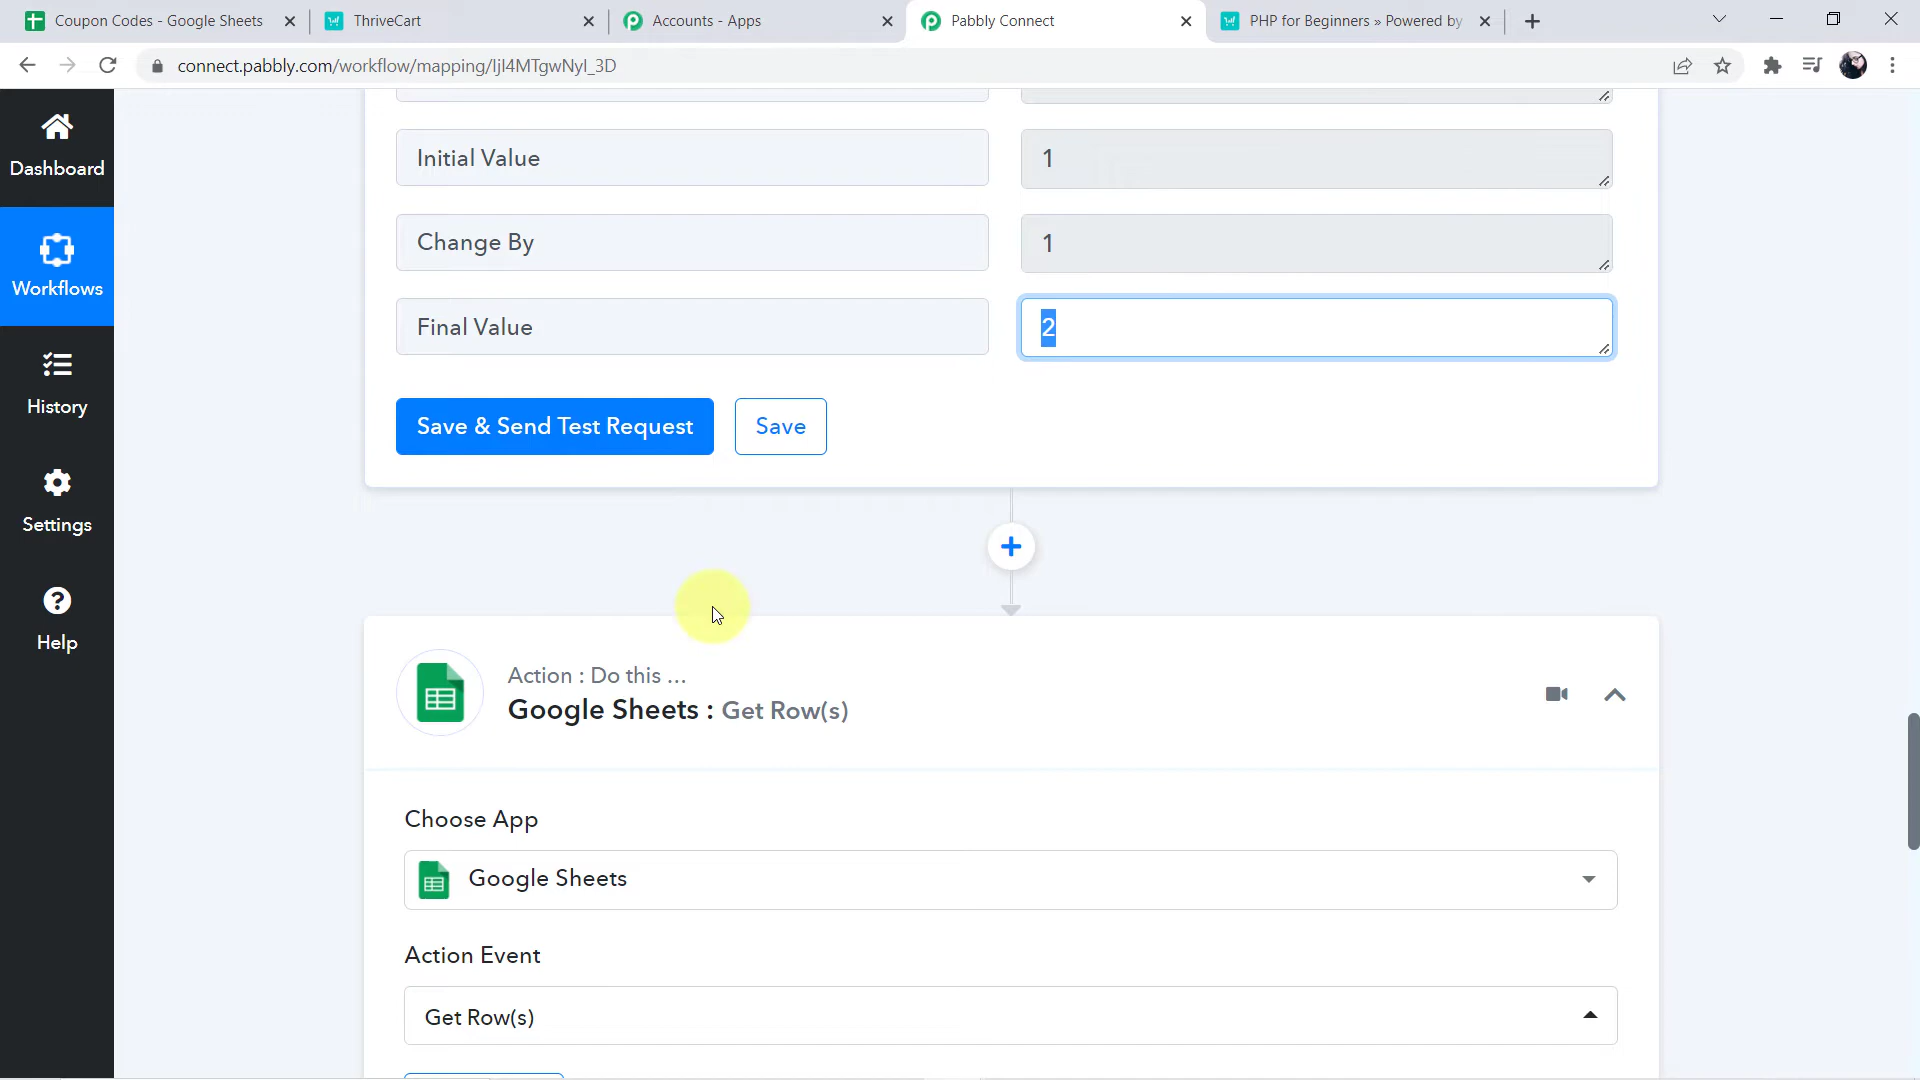 Coupon Codes - Google Sheets
ThriveCart
Accounts - Apps
Pabbly Connect
PHP for Beginners » Powered by
connect.pabbly.com/workflow/mapping/IjI4MTgwNyI_3D
Dashboard
Workflows
History
Settings
Help
Initial Value
1
Change By
1
Final Value
2
Save & Send Test Request
Save
Action : Do this ...
Google Sheets : Get Row(s)
Choose App
Google Sheets
Action Event
Get Row(s)